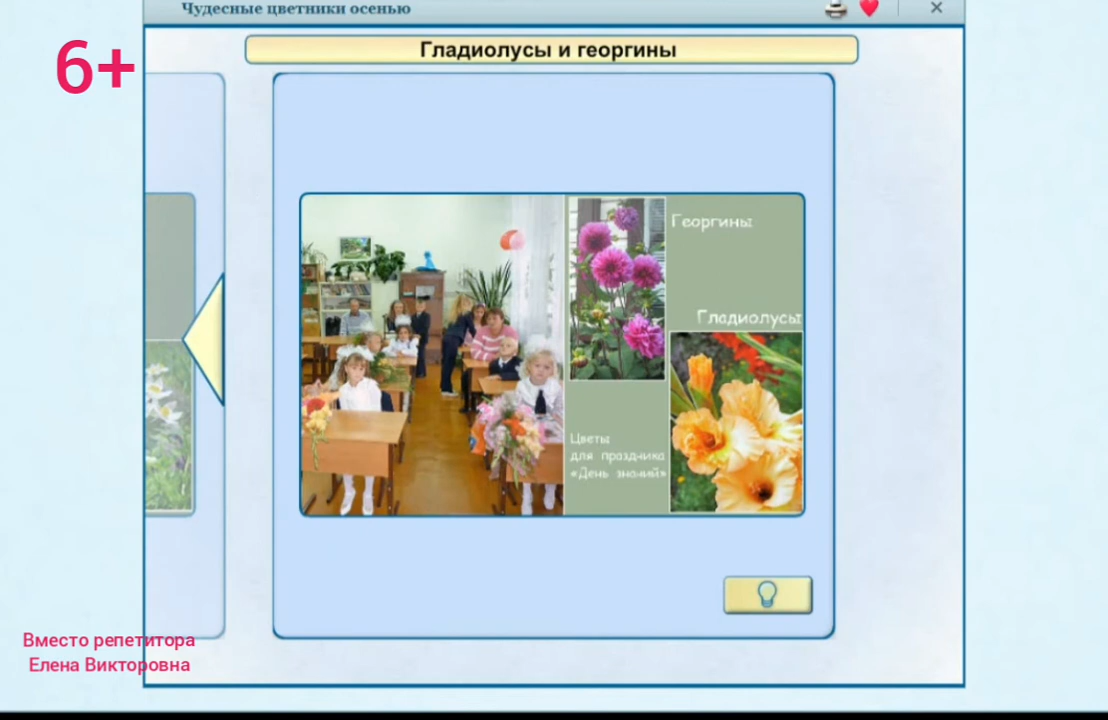 Чудесные цветники осенью
6+
Гладиолусы и георгины
Георгины
Гладиолусы
Цветы
для праздника
«День знаний»
Вместо репетитора
Елена Викторовна